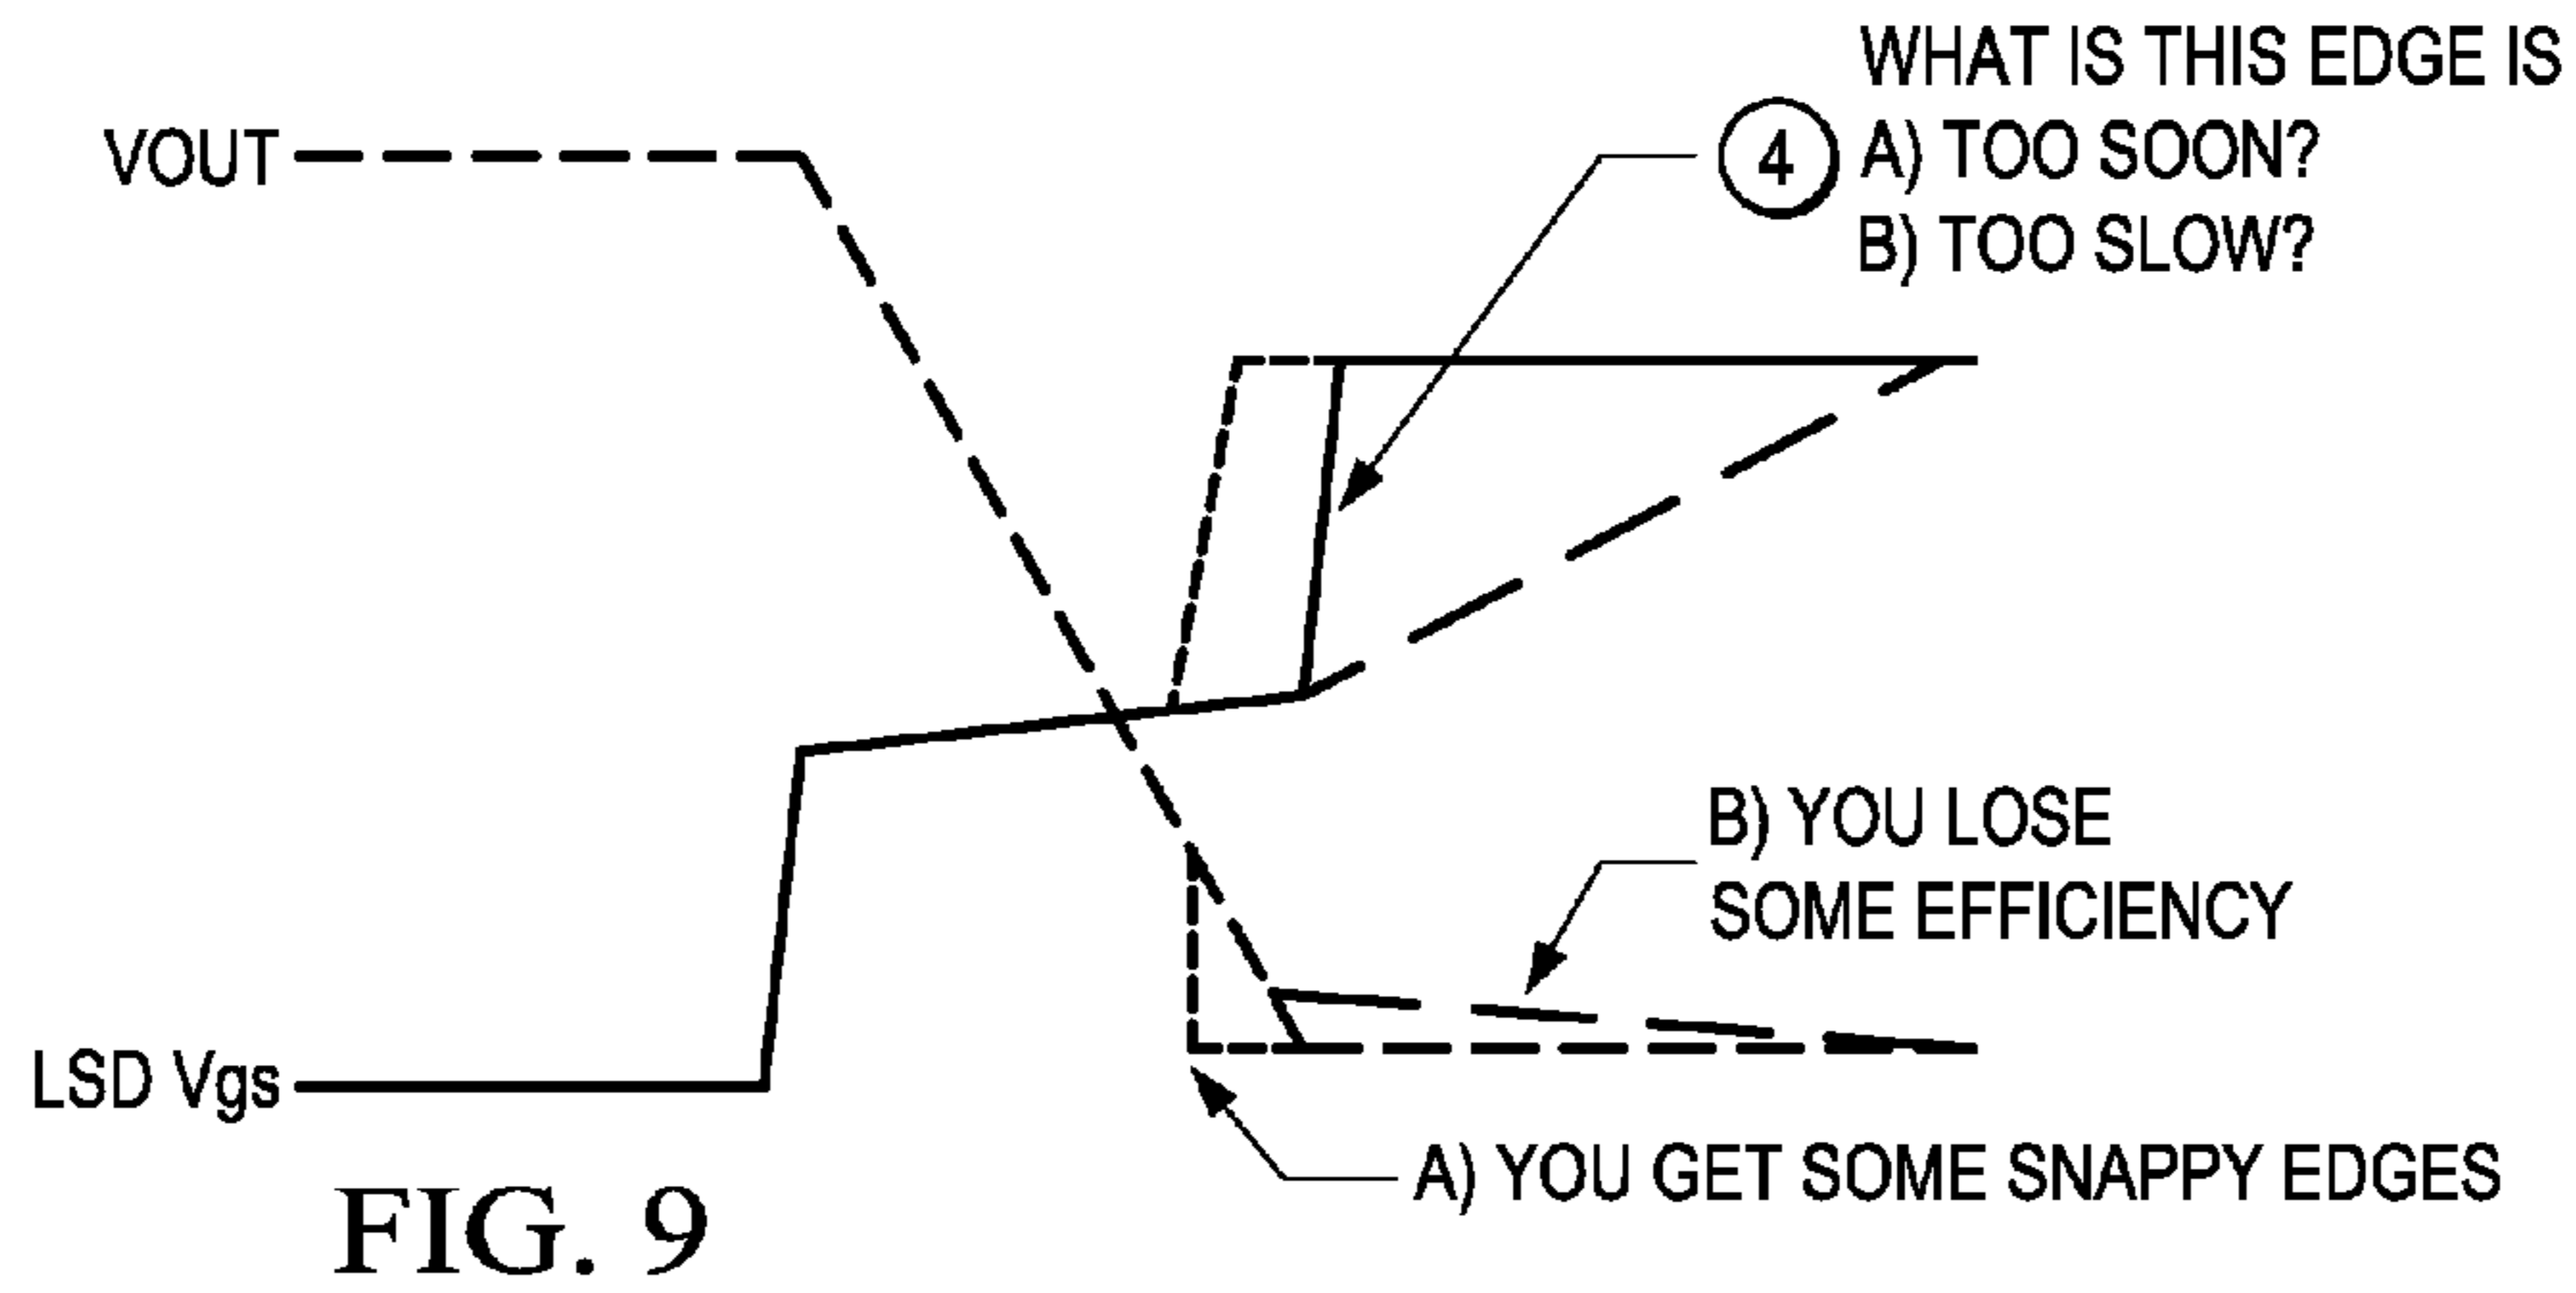 WHAT IS THIS EDGE IS
4
A) TOO SOON?
B) TOO SLOW?
VOUT
B) YOU LOSE
SOME EFFICIENCY
LSD Vgs
A) YOU GET SOME SNAPPY EDGES
FIG. 9